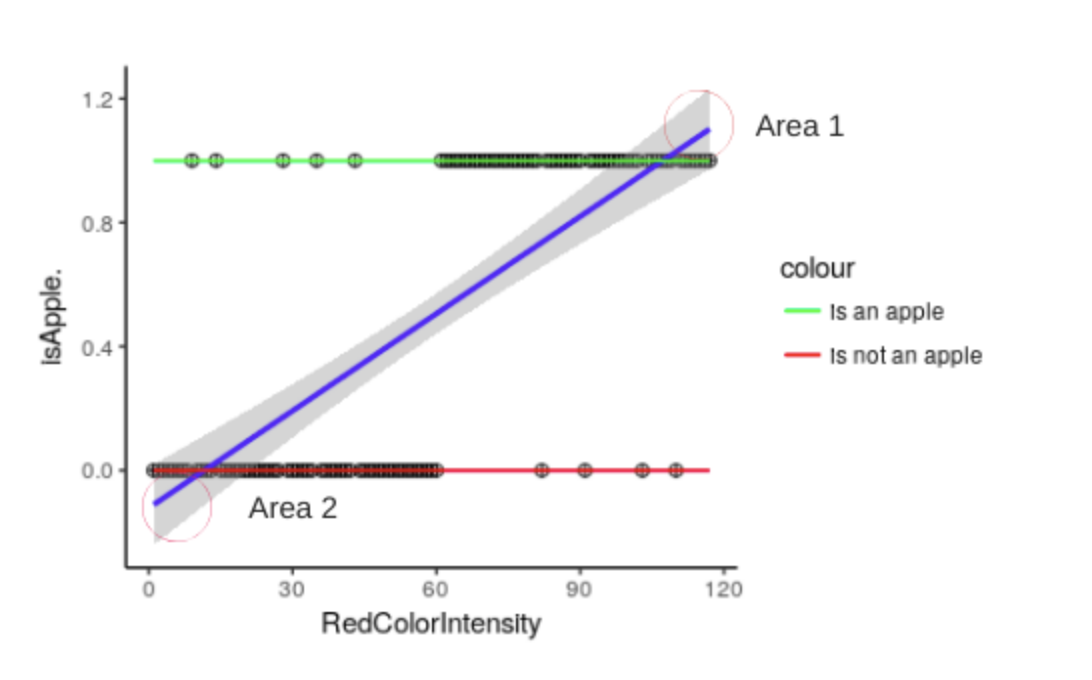 1.2
Area 1
0.8
colour
Is an apple
IsApple.
0.4
Is not an apple
0.0
Area 2
0
30
60
90
120
RedColorIntensity